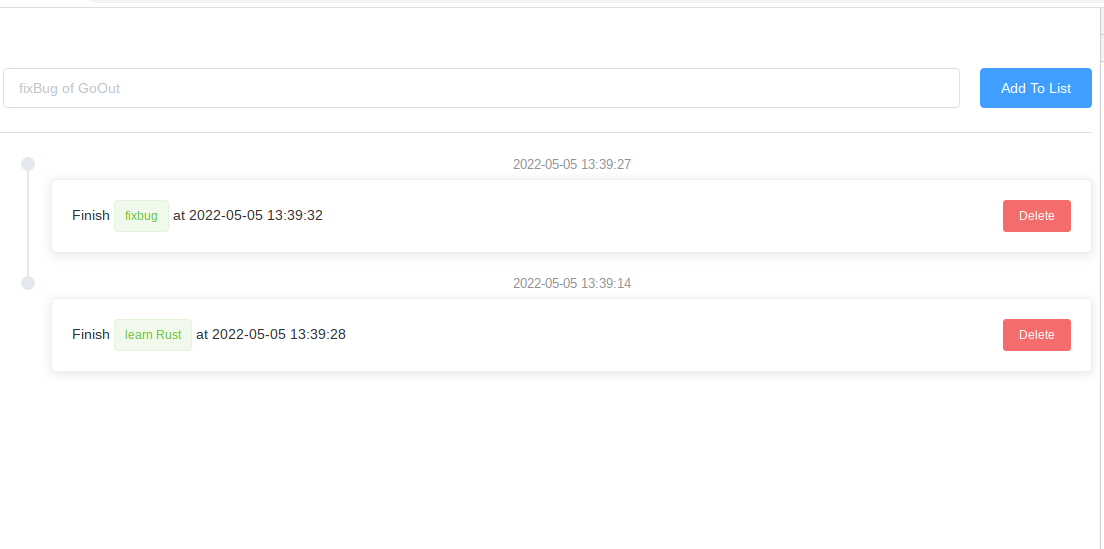 fixBug of GoOut
Add To List
2022-05-05 13:39:27
Finish fixbug at 2022-05-05 13:39:32
Delete
2022-05-05 13:39:14
Finish learn Rust at 2022-05-05 13:39:28
Delete